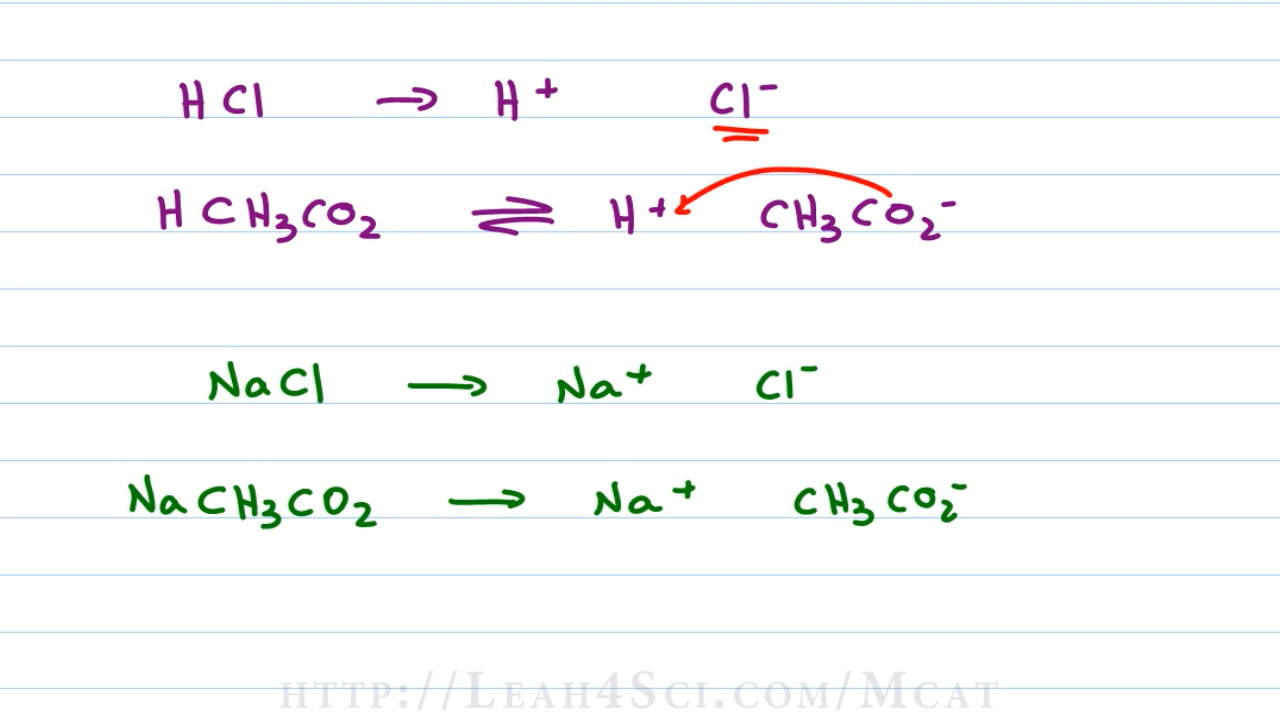 HCl → H⁺ Cl⁻
HCH₃CO₂ ⇌ H⁺ CH₃CO₂⁻
NaCl → Na⁺ Cl⁻
NaCH₃CO₂ → Na⁺ CH₃CO₂⁻
http://Leah4Sci.com/Mcat